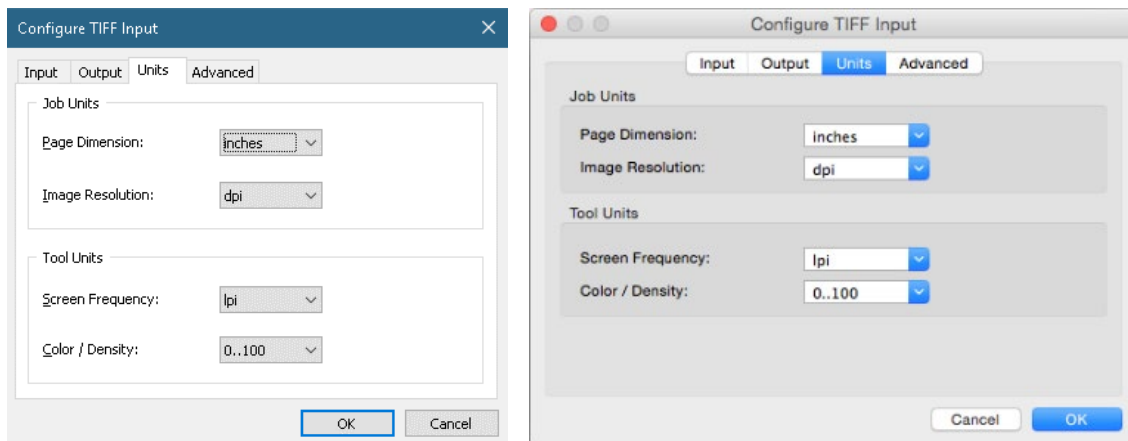 Configure TIFF Input
Input Output Units Advanced
Job Units
Page Dimension: inches
Image Resolution: dpi
Tool Units
Screen Frequency: lpi
Color / Density: 0..100
OK Cancel
Configure TIFF Input
Input Output Units Advanced
Job Units
Page Dimension: inches
Image Resolution: dpi
Tool Units
Screen Frequency: lpi
Color / Density: 0..100
Cancel OK